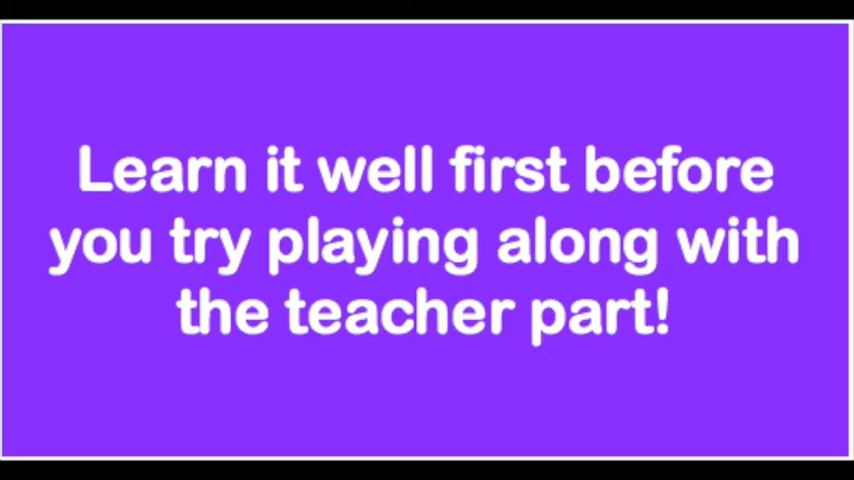 Learn it well first before
you try playing along with
the teacher part!